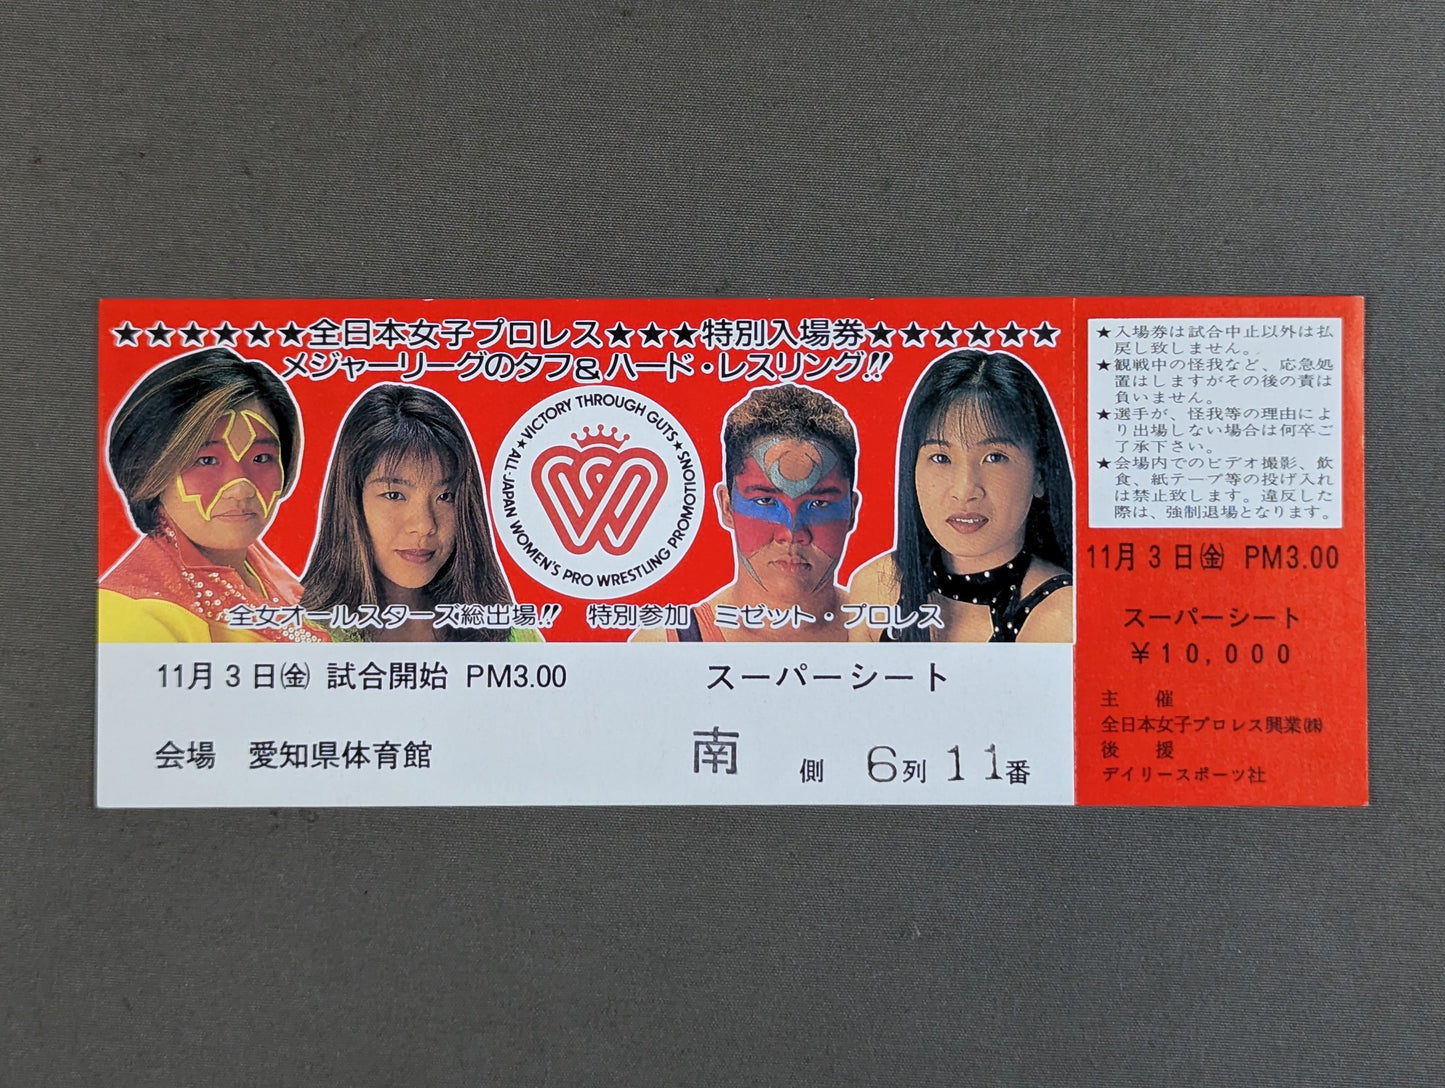 ★★★★★★全日本女子プロレス★★★特別入場券★★★★★★
メジャーリーグのタフ&ハード・レスリング!!
★VICTORY THROUGH GUTS★
ALL-JAPAN WOMEN'S PRO WRESTLING PROMOTIONS
全女オールスターズ総出場!! 特別参加 ミゼット・プロレス
11月3日㈮ 試合開始 PM3.00
スーパーシート
会場 愛知県体育館
南 側 6列 11番
★入場券は試合中止以外は払
戻し致しません。
★観戦中の怪我など、応急処
置はしますがその後の責は
負いません。
★選手が、怪我等の理由によ
り出場しない場合は何卒ご
了承下さい。
★会場内でのビデオ撮影、飲
食、紙テープ等の投げ入れ
は禁止致します。違反した
際は、強制退場となります。
11月3日㈮ PM3.00
スーパーシート
¥10,000
主 催
全日本女子プロレス興業㈱
後 援
デイリースポーツ社